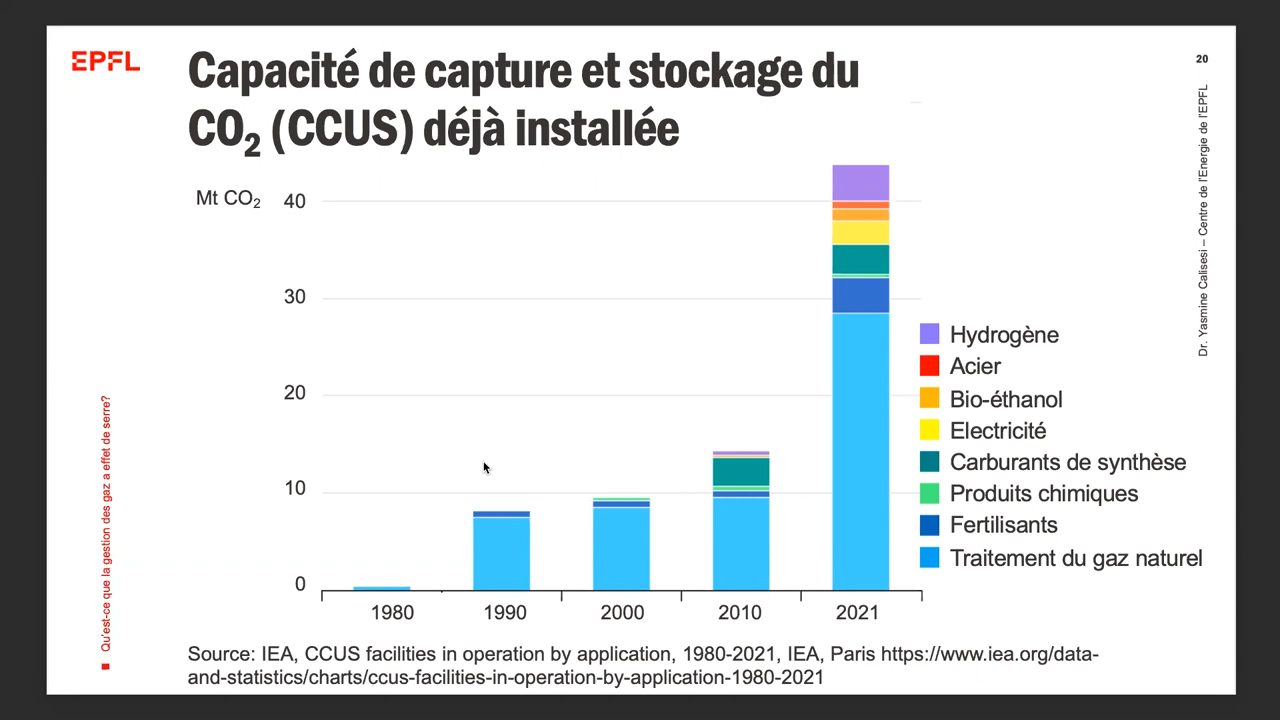 EPFL
Capacité de capture et stockage du
CO₂ (CCUS) déjà installée
20
Dr. Yasmine Calisesi – Centre de l'Energie de l'EPFL
Qu'est-ce que la gestion des gaz a effet de serre?
Mt CO₂
40
30
20
10
0
1980
1990
2000
2010
2021
Hydrogène
Acier
Bio-éthanol
Electricité
Carburants de synthèse
Produits chimiques
Fertilisants
Traitement du gaz naturel
Source: IEA, CCUS facilities in operation by application, 1980-2021, IEA, Paris https://www.iea.org/data-
and-statistics/charts/ccus-facilities-in-operation-by-application-1980-2021